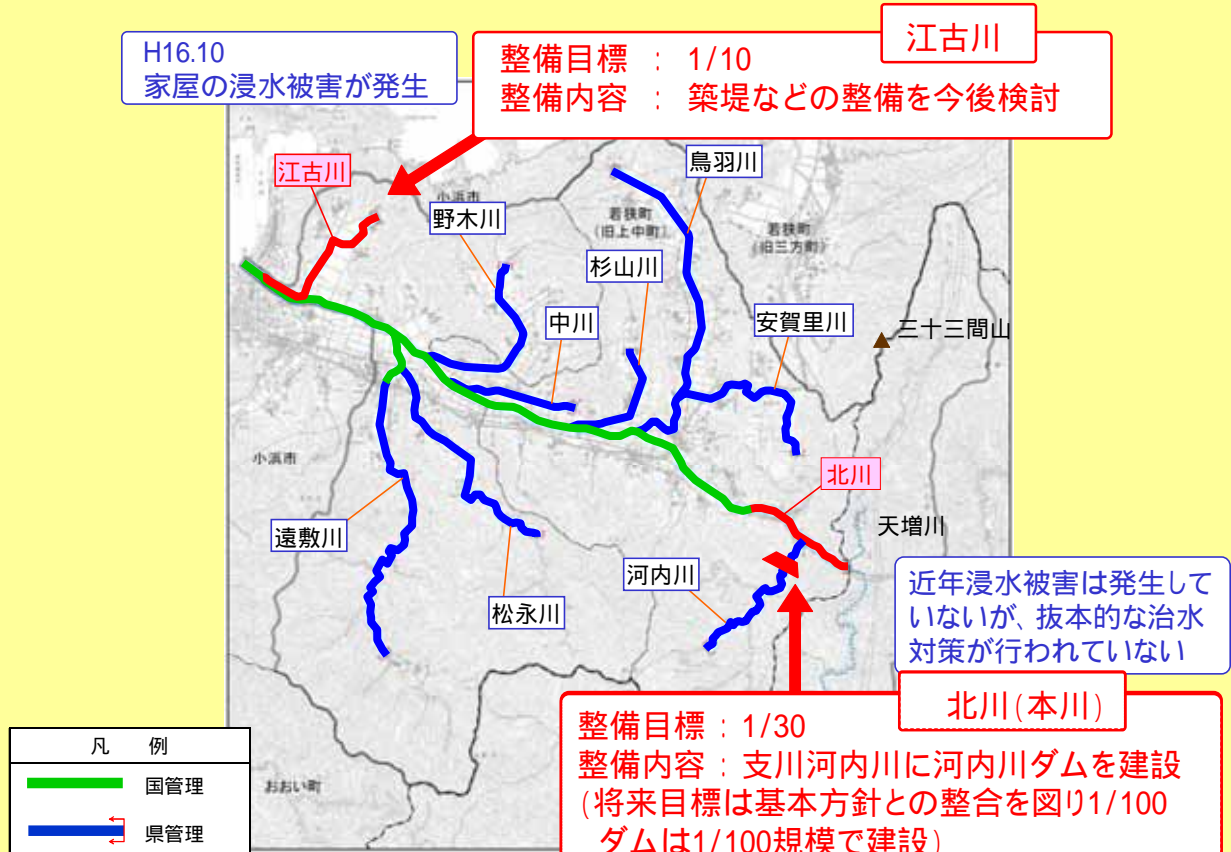 H16.10
家屋の浸水被害が発生
江古川
整備目標 : 1/10
整備内容 : 築堤などの整備を今後検討
江古川
小浜市
野木川
鳥羽川
若狭町
(旧上中町)
若狭町
(旧三方町)
杉山川
中川
安賀里川
三十三間山
小浜市
北川
遠敷川
天増川
松永川
河内川
近年浸水被害は発生して
いないが、抜本的な治水
対策が行われていない
北川(本川)
整備目標 : 1/30
整備内容 : 支川河内川に河内川ダムを建設
(将来目標は基本方針との整合を図り1/100
ダムは1/100規模で建設)
おおい町
凡 例
国管理
県管理